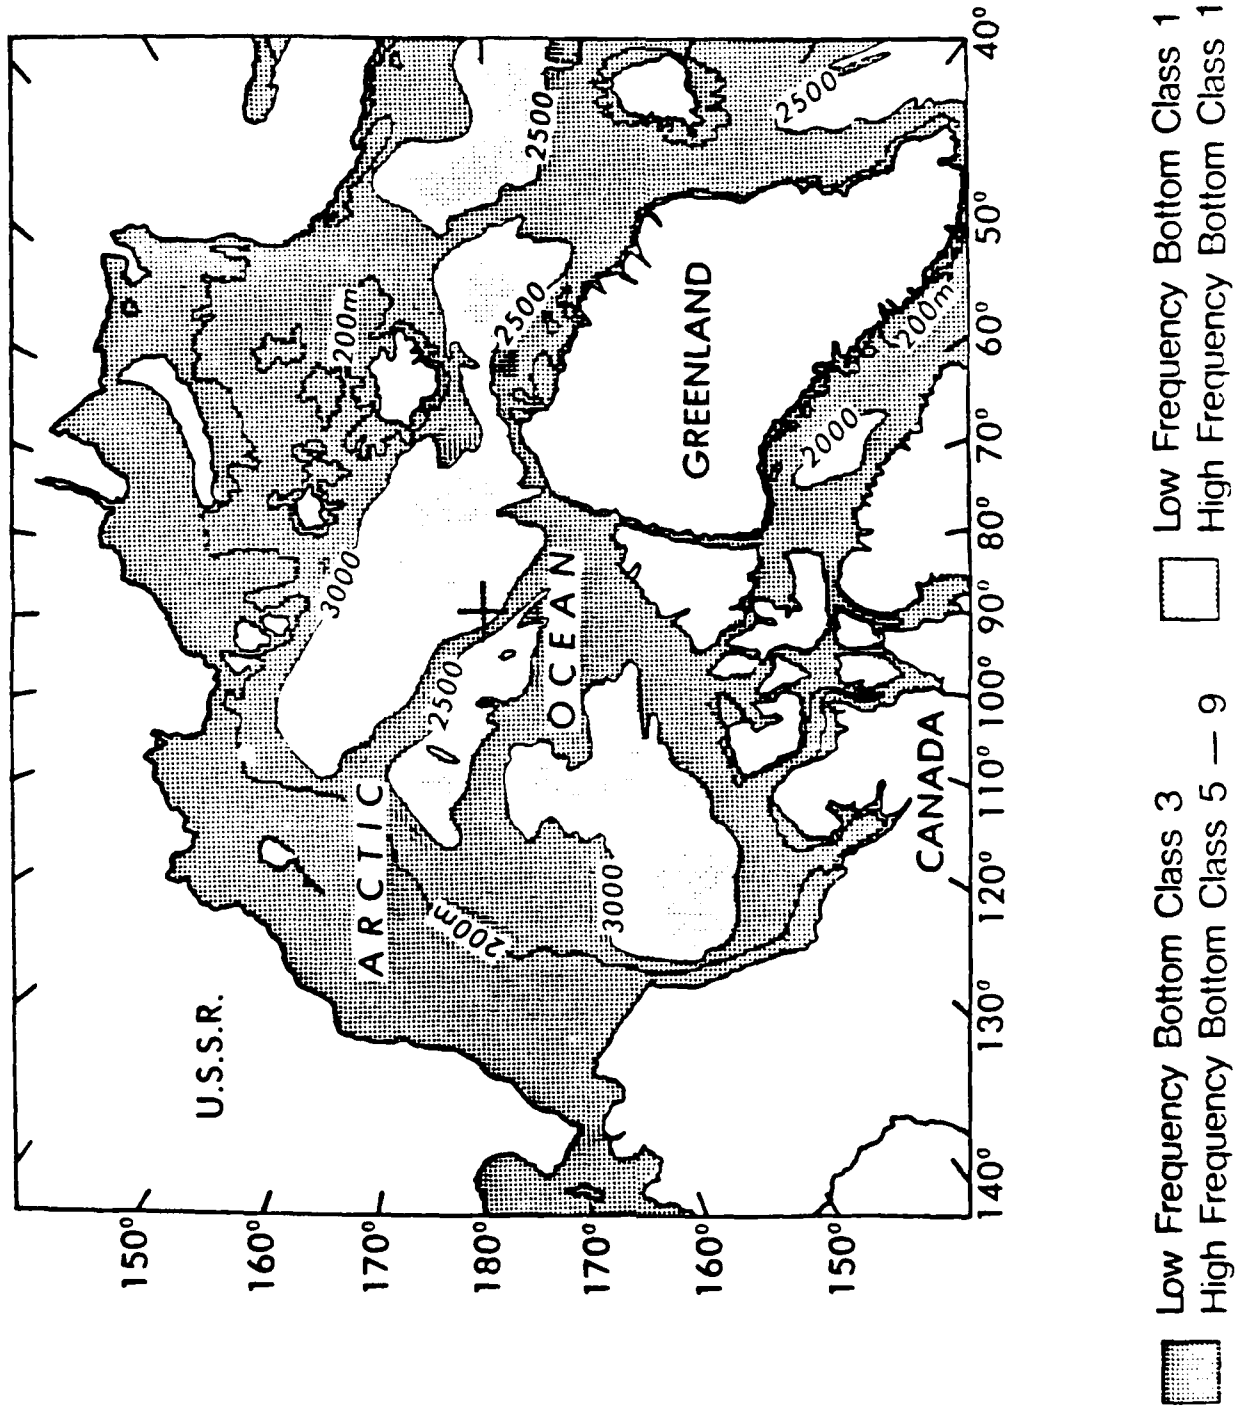 U.S.S.R.
ARCTIC
OCEAN
GREENLAND
CANADA
200m
3000
2500
3000
2500
200m
2500
2500
2000
200m
150°
160°
170°
180°
170°
160°
150°
140°
130°
120°
110°
100°
90°
80°
70°
60°
50°
40°
Low Frequency Bottom Class 3
High Frequency Bottom Class 5 — 9
Low Frequency Bottom Class 1
High Frequency Bottom Class 1